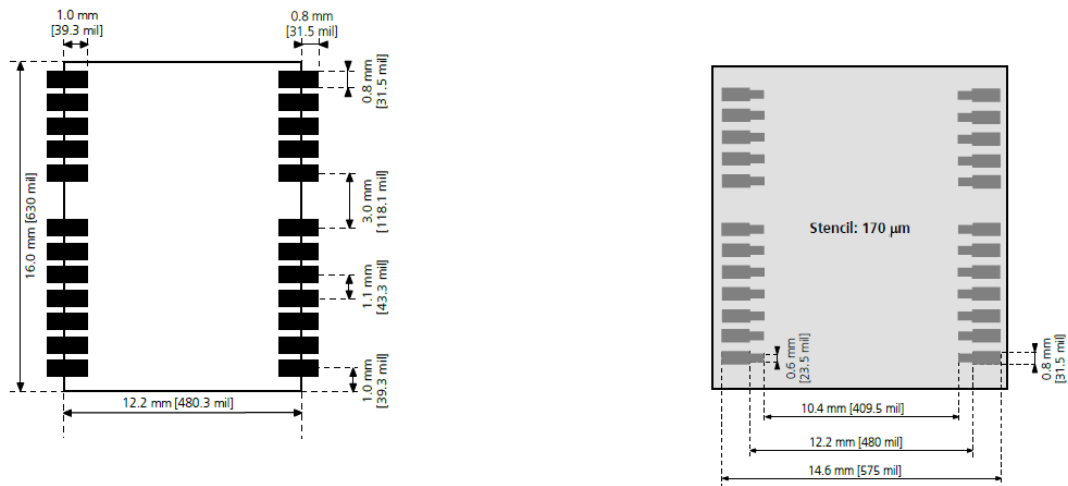 1.0 mm
[39.3 mil]
0.8 mm
[31.5 mil]
0.8 mm
[31.5 mil]
16.0 mm [630 mil]
3.0 mm
[118.1 mil]
1.1 mm
[43.3 mil]
1.0 mm
[39.3 mil]
12.2 mm [480.3 mil]
Stencil: 170 µm
0.6 mm
[23.5 mil]
0.8 mm
[31.5 mil]
10.4 mm [409.5 mil]
12.2 mm [480 mil]
14.6 mm [575 mil]